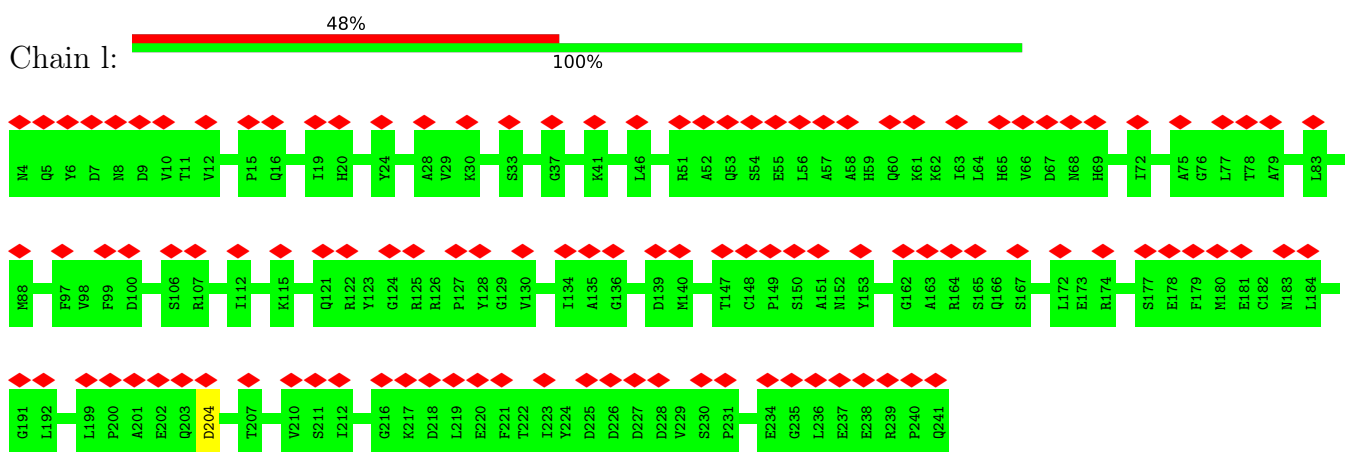 48%
Chain l:
100%
N4 Q5 Y6 D7 N8 D9 V10 T11 V12 P15 Q16 I19 H20 Y24 A28 V29 K30 S33 G37 K41 L46 R51 A52 Q53 S54 E55 L56 A57 A58 H59 Q60 K61 K62 I63 L64 H65 V66 D67 N68 H69 I72 A75 G76 L77 T78 A79 L83
M88 F97 V98 F99 D100 S106 R107 I112 K115 Q121 R122 Y123 G124 R125 R126 P127 Y128 G129 V130 I134 A135 G136 D139 M140 T147 C148 P149 S150 A151 N152 Y153 G162 A163 R164 S165 Q166 S167 L172 E173 R174 S177 E178 F179 M180 E181 C182 N183 L184
G191 L192 L199 P200 A201 E202 Q203 D204 T207 V210 S211 I212 G216 K217 D218 L219 E220 F221 T222 I223 Y224 D225 D226 D227 D228 V229 S230 P231 E234 G235 L236 E237 E238 R239 P240 Q241